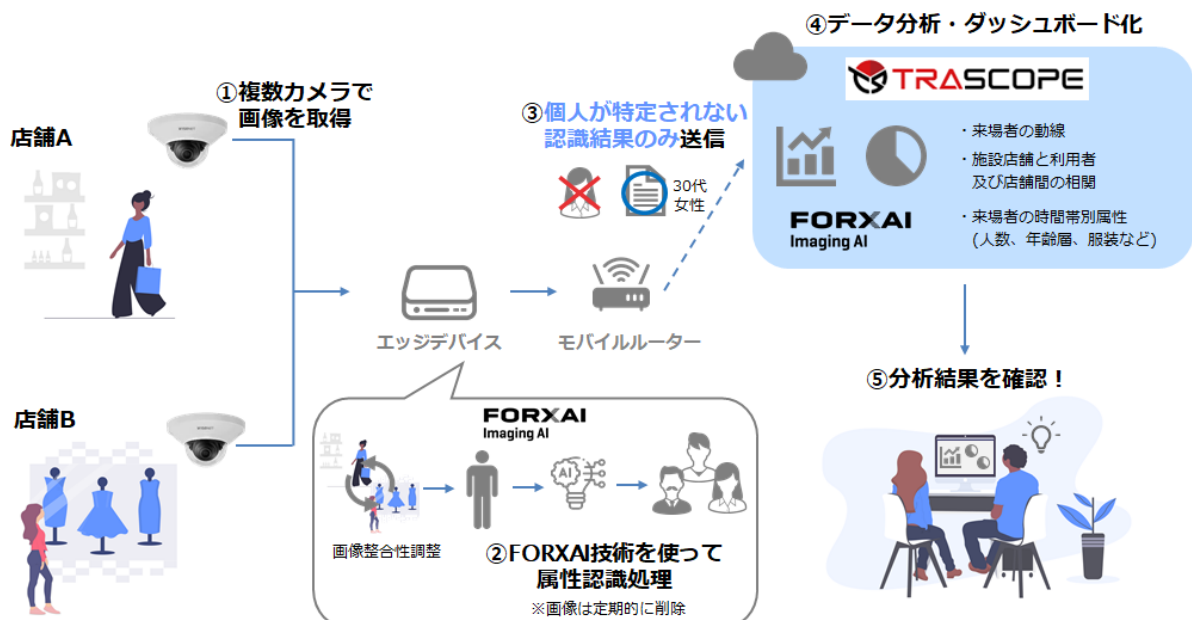 ①複数カメラで
画像を取得
店舗A
③個人が特定されない
認識結果のみ送信
30代
女性
④データ分析・ダッシュボード化
TRASCOPE
・来場者の動線
・施設店舗と利用者
及び店舗間の相関
FORXAI
Imaging AI
・来場者の時間帯別属性
(人数、年齢層、服装など)
エッジデバイス
モバイルルーター
店舗B
FORXAI
Imaging AI
AI
画像整合性調整
②FORXAI技術を使って
属性認識処理
※画像は定期的に削除
⑤分析結果を確認！